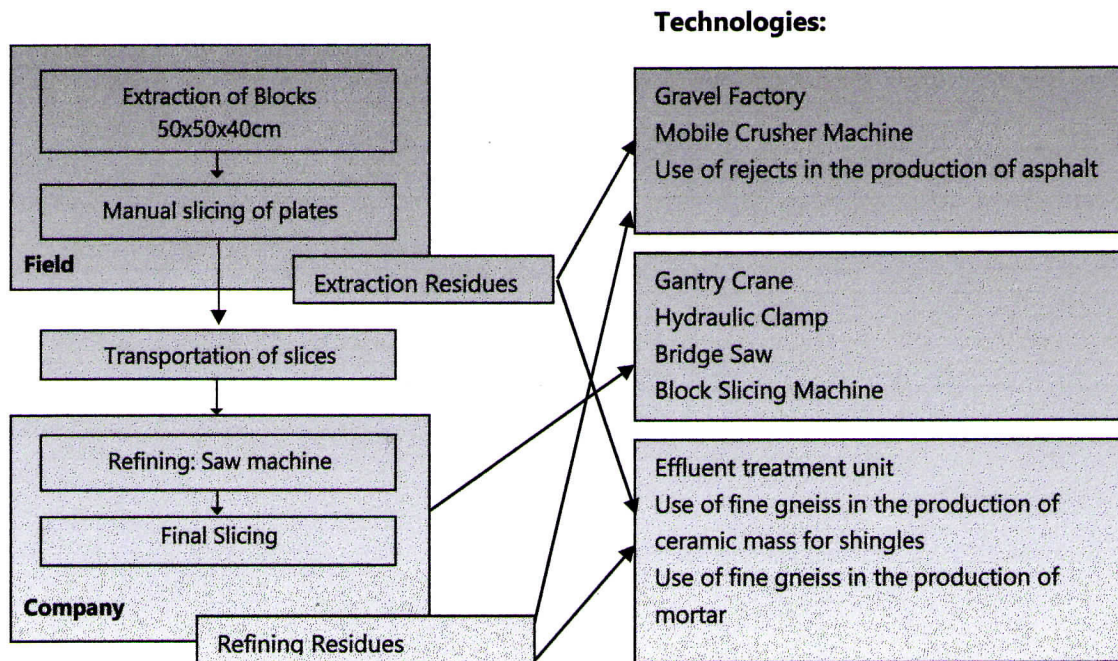 Technologies:
Extraction of Blocks
50x50x40cm
Manual slicing of plates
Field
Extraction Residues
Transportation of slices
Refining: Saw machine
Final Slicing
Company
Refining Residues
Gravel Factory
Mobile Crusher Machine
Use of rejects in the production of asphalt
Gantry Crane
Hydraulic Clamp
Bridge Saw
Block Slicing Machine
Effluent treatment unit
Use of fine gneiss in the production of
ceramic mass for shingles
Use of fine gneiss in the production of
mortar